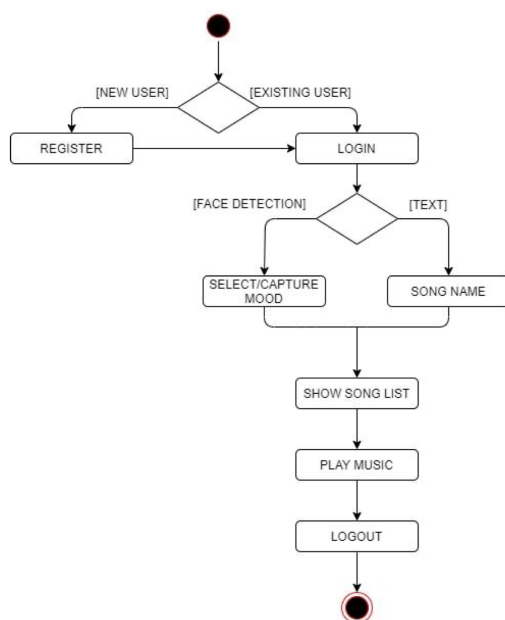 [NEW USER]
[EXISTING USER]
REGISTER
LOGIN
[FACE DETECTION]
[TEXT]
SELECT/CAPTURE
MOOD
SONG NAME
SHOW SONG LIST
PLAY MUSIC
LOGOUT